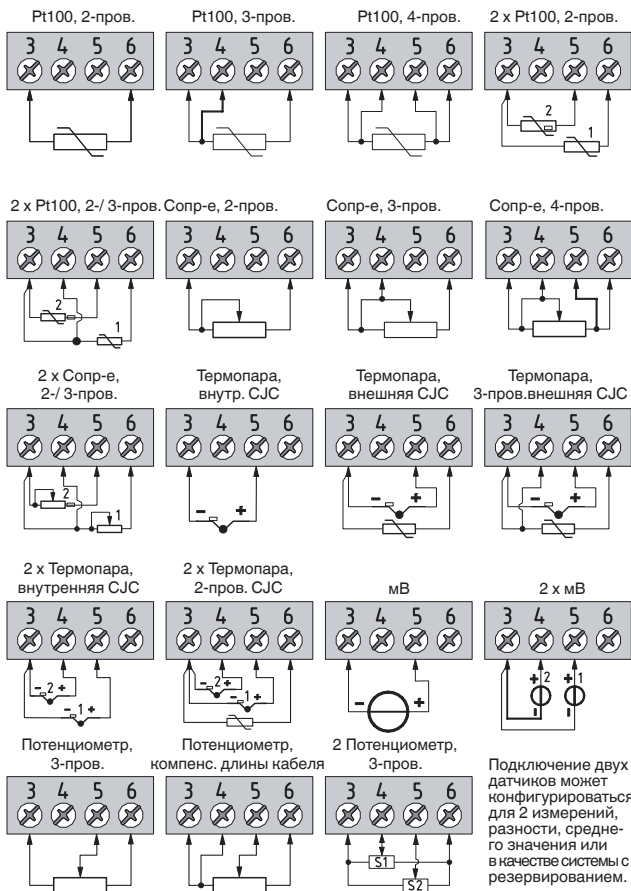 Pt100, 2-пров.
3 4 5 6
Pt100, 3-пров.
3 4 5 6
Pt100, 4-пров.
3 4 5 6
2 x Pt100, 2-пров.
3 4 5 6
2
1
2 x Pt100, 2-/ 3-пров.
3 4 5 6
2
1
Сопр-е, 2-пров.
3 4 5 6
Сопр-е, 3-пров.
3 4 5 6
Сопр-е, 4-пров.
3 4 5 6
2 x Сопр-е,
2-/ 3-пров.
3 4 5 6
2
1
Термопара,
внутр. CJC
3 4 5 6
- +
Термопара,
внешняя CJC
3 4 5 6
- +
Термопара,
3-пров.внешняя CJC
3 4 5 6
- +
2 x Термопара,
внутренняя CJC
3 4 5 6
- 2 +
- 1 +
2 x Термопара,
2-пров. CJC
3 4 5 6
- 2 +
- 1 +
мВ
3 4 5 6
- +
2 x мВ
3 4 5 6
+ 2 + 1
- -
Потенциометр,
3-пров.
3 4 5 6
Потенциометр,
компенс. длины кабеля
3 4 5 6
2 Потенциометр,
3-пров.
3 4 5 6
S1
S2
Подключение двух
датчиков может
конфигурироваться
для 2 измерений,
разности, средне-
го значения или
в качестве системы с
резервированием.